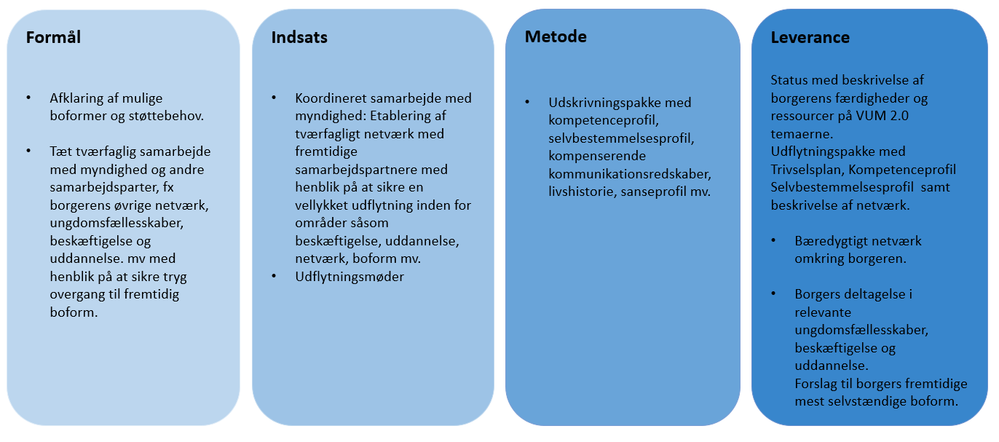 Formål
• Afklaring af mulige
boformer og støttebehov.
• Tæt tværfaglig samarbejde
med myndighed og andre
samarbejdsparter, fx
borgerens øvrige netværk,
ungdomsfællesskaber,
beskæftigelse og
uddannelse. mv med
henblik på at sikre tryg
overgang til fremtidig
boform.
Indsats
• Koordineret samarbejde med
myndighed: Etablering af
tværfagligt netværk med
fremtidige
samarbejdspartnere med
henblik på at sikre en
vellykket udflytning inden for
områder såsom
beskæftigelse, uddannelse,
netværk, boform mv.
• Udflytningsmøder
Metode
• Udskrivningspakke med
kompetenceprofil,
selvbestemmelsesprofil,
kompenserende
kommunikationsredskaber,
livshistorie, sanseprofil mv.
Leverance
Status med beskrivelse af
borgerens færdigheder og
ressourcer på VUM 2.0
temaerne.
Udflytningspakke med
Trivselsplan, Kompetenceprofil
Selvbestemmelsesprofil samt
beskrivelse af netværk.
• Bæredygtigt netværk
omkring borgeren.
• Borgers deltagelse i
relevante
ungdomsfællesskaber,
beskæftigelse og
uddannelse.
Forslag til borgers fremtidige
mest selvstændige boform.